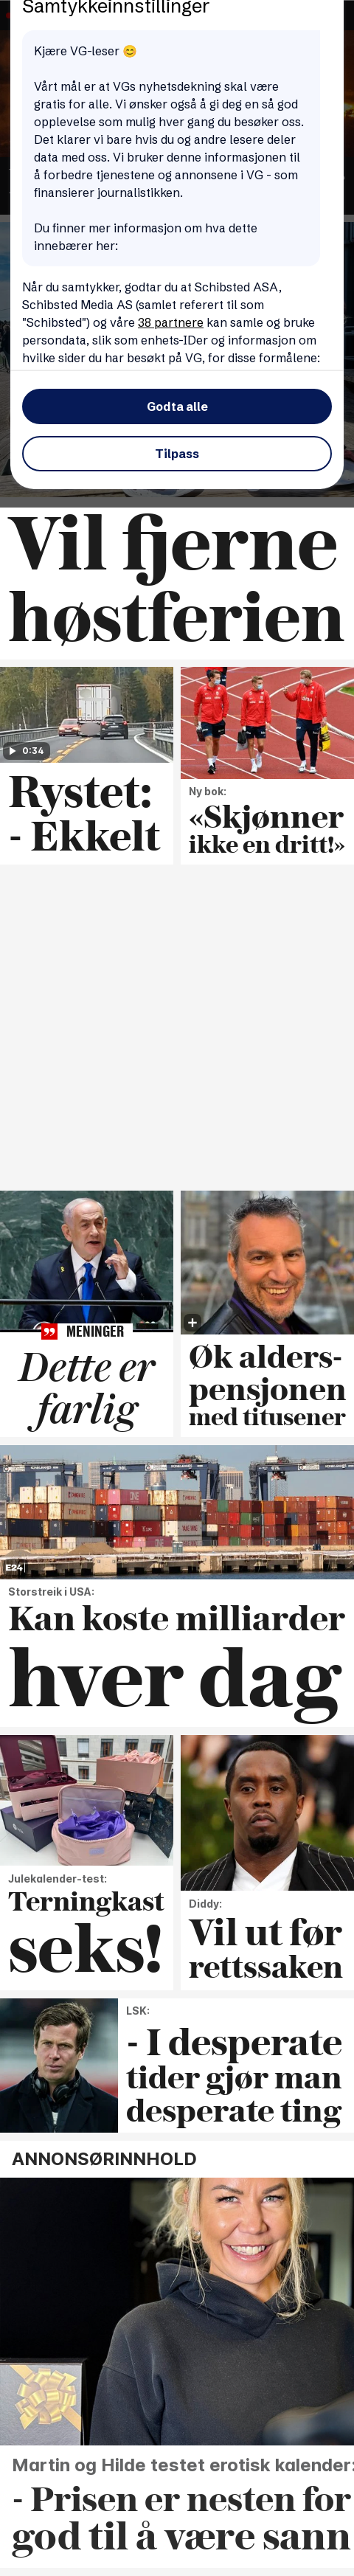 Samtykkeinnstillinger
Kjære VG-leser 😊
Vårt mål er at VGs nyhetsdekning skal være
gratis for alle. Vi ønsker også å gi deg en så god
opplevelse som mulig hver gang du besøker oss.
Det klarer vi bare hvis du og andre lesere deler
data med oss. Vi bruker denne informasjonen til
å forbedre tjenestene og annonsene i VG - som
finansierer journalistikken.
Du finner mer informasjon om hva dette
innebærer her:
Når du samtykker, godtar du at Schibsted ASA,
Schibsted Media AS (samlet referert til som
"Schibsted") og våre 38 partnere kan samle og bruke
persondata, slik som enhets-IDer og informasjon om
hvilke sider du har besøkt på VG, for disse formålene:
Godta alle
Tilpass
Vil fjerne
høstferien
0:34
Rystet:
- Ekkelt
Ny bok:
«Skjønner
ikke en dritt!»
MENINGER
Dette er
farlig
Øk alders-
pensjonen
med titusener
E24
Storstreik i USA:
Kan koste milliarder
hver dag
Julekalender-test:
Terningkast
seks!
Diddy:
Vil ut før
rettssaken
LSK:
- I desperate
tider gjør man
desperate ting
ANNONSØRINNHOLD
Martin og Hilde testet erotisk kalender:
- Prisen er nesten for
god til å være sann